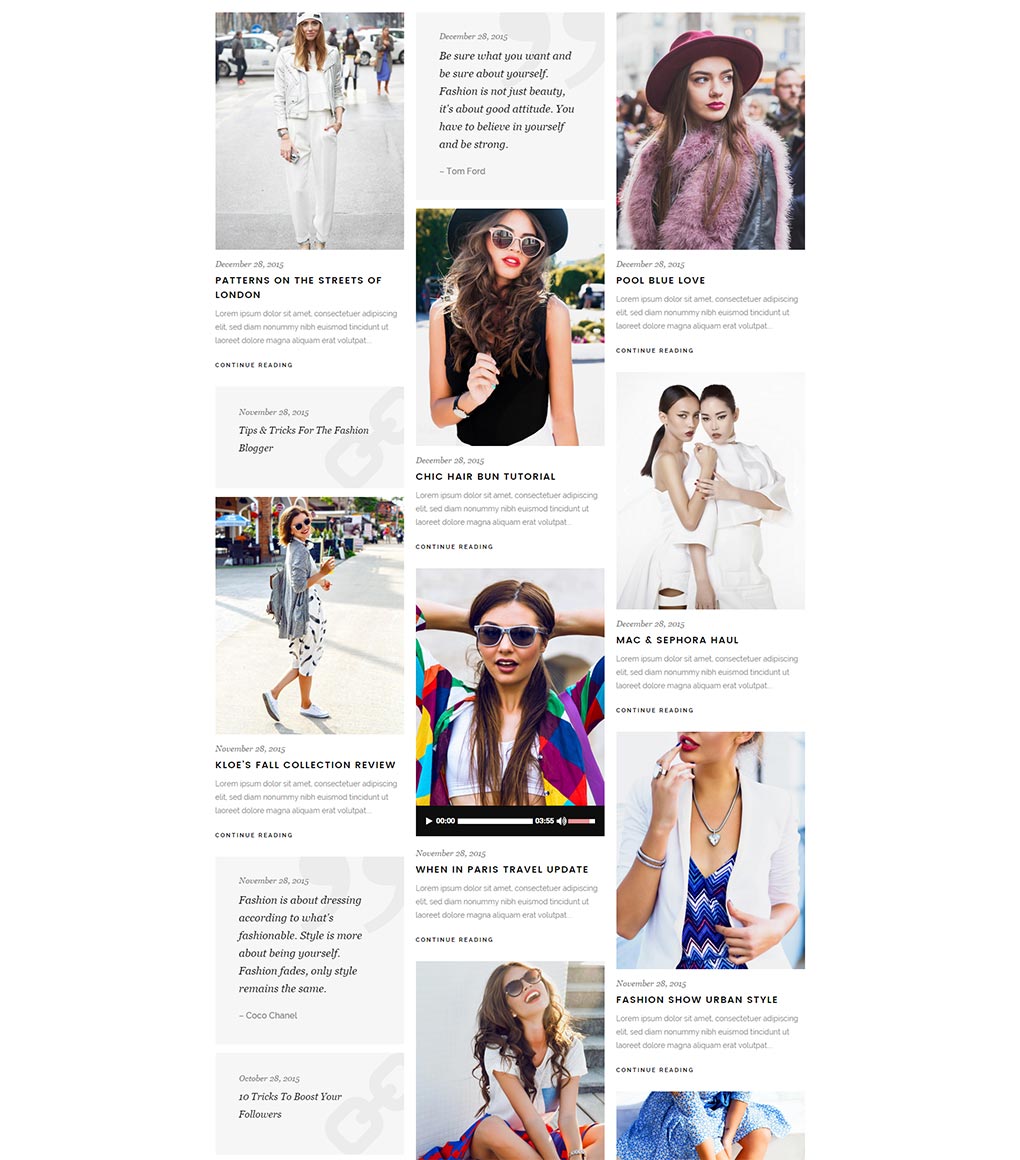 December 28, 2015
PATTERNS ON THE STREETS OF
LONDON
Lorem ipsum dolor sit amet, consectetuer adipiscing
elit, sed diam nonummy nibh euismod tincidunt ut
laoreet dolore magna aliquam erat volutpat...
CONTINUE READING
November 28, 2015
Tips & Tricks For The Fashion
Blogger
November 28, 2015
KLOE'S FALL COLLECTION REVIEW
Lorem ipsum dolor sit amet, consectetuer adipiscing
elit, sed diam nonummy nibh euismod tincidunt ut
laoreet dolore magna aliquam erat volutpat...
CONTINUE READING
November 28, 2015
Fashion is about dressing
according to what's
fashionable. Style is more
about being yourself.
Fashion fades, only style
remains the same.
– Coco Chanel
October 28, 2015
10 Tricks To Boost Your
Followers
December 28, 2015
Be sure what you want and
be sure about yourself.
Fashion is not just beauty,
it's about good attitude. You
have to believe in yourself
and be strong.
– Tom Ford
December 28, 2015
CHIC HAIR BUN TUTORIAL
Lorem ipsum dolor sit amet, consectetuer adipiscing
elit, sed diam nonummy nibh euismod tincidunt ut
laoreet dolore magna aliquam erat volutpat...
CONTINUE READING
00:00 03:55
November 28, 2015
WHEN IN PARIS TRAVEL UPDATE
Lorem ipsum dolor sit amet, consectetuer adipiscing
elit, sed diam nonummy nibh euismod tincidunt ut
laoreet dolore magna aliquam erat volutpat...
CONTINUE READING
December 28, 2015
POOL BLUE LOVE
Lorem ipsum dolor sit amet, consectetuer adipiscing
elit, sed diam nonummy nibh euismod tincidunt ut
laoreet dolore magna aliquam erat volutpat...
CONTINUE READING
December 28, 2015
MAC & SEPHORA HAUL
Lorem ipsum dolor sit amet, consectetuer adipiscing
elit, sed diam nonummy nibh euismod tincidunt ut
laoreet dolore magna aliquam erat volutpat...
CONTINUE READING
November 28, 2015
FASHION SHOW URBAN STYLE
Lorem ipsum dolor sit amet, consectetuer adipiscing
elit, sed diam nonummy nibh euismod tincidunt ut
laoreet dolore magna aliquam erat volutpat...
CONTINUE READING